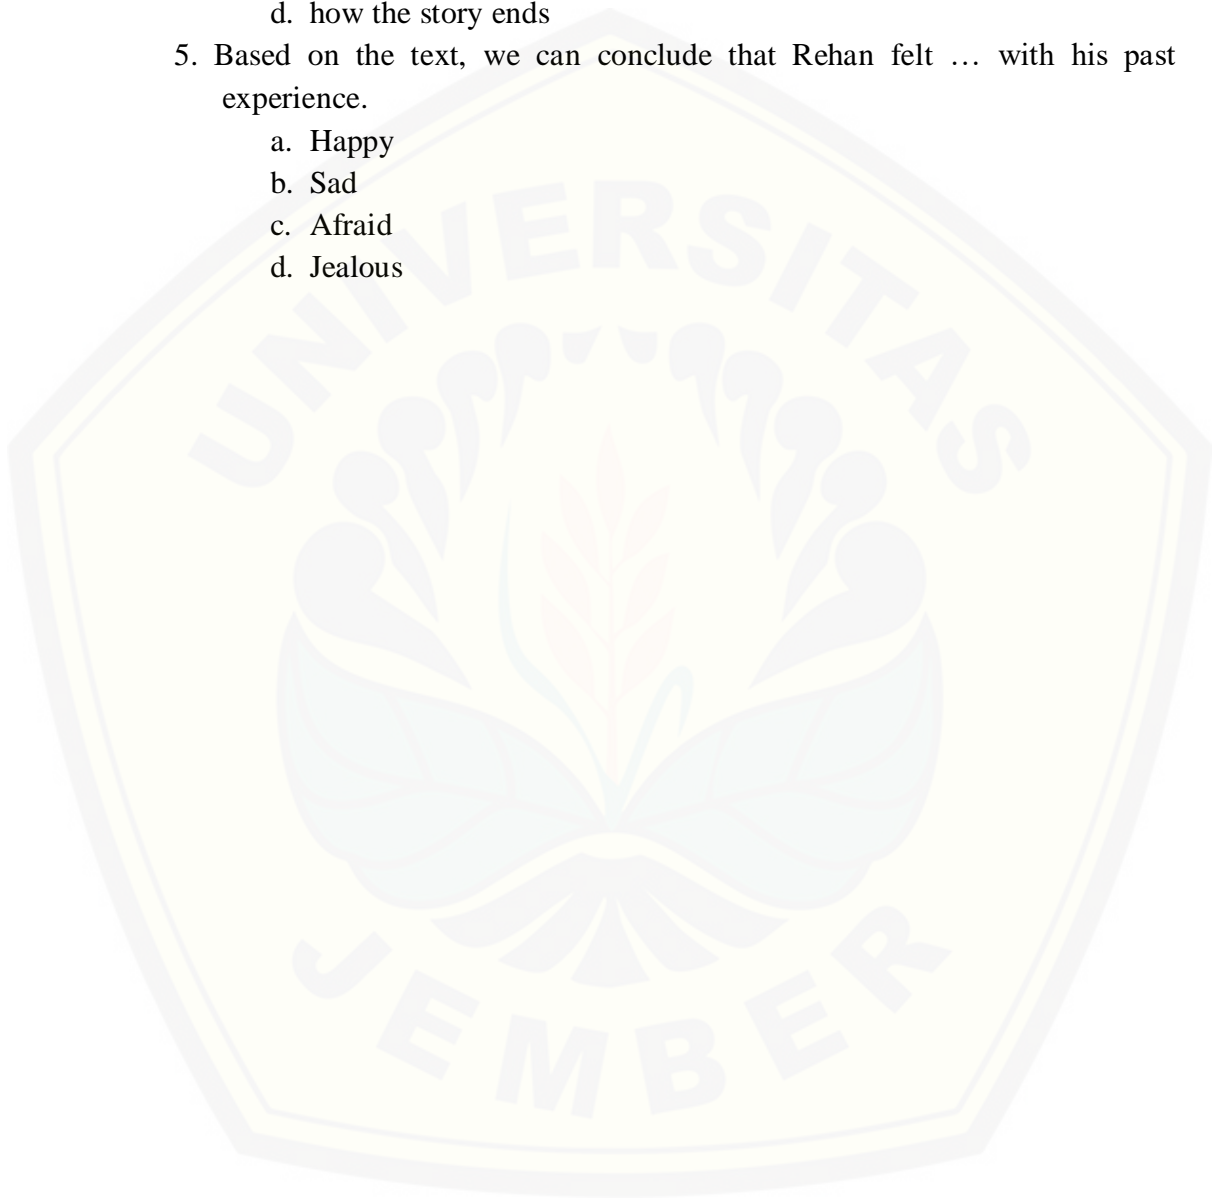 d. how the story ends
5. Based on the text, we can conclude that Rehan felt … with his past
experience.
a. Happy
b. Sad
c. Afraid
d. Jealous
UNIVERSITAS
JEMBER